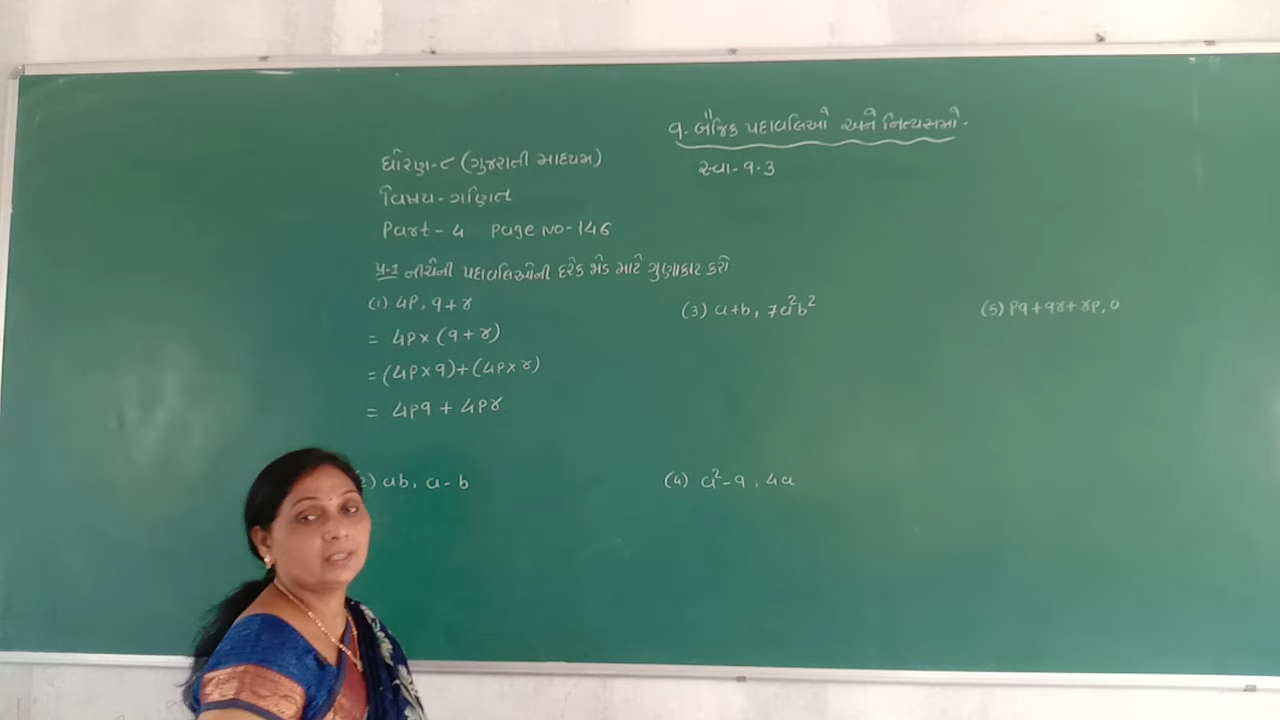 ૯. બૈજિક પદાવલિઓ અને નિત્યસમો.
સ્વા - ૯.૩
ધોરણ - ૮ (ગુજરાતી માધ્યમ)
વિષય - ગણિત
Part - 4 Page No - 146
પ્ર-1 નીચેની પદાવલિઓની દરેક જોડ માટે ગુણાકાર કરો
(1) 4p, q + r
= 4p × (q + r)
= (4p × q) + (4p × r)
= 4pq + 4pr
2) ab, a - b
(3) a + b, 7a²b²
(4) a² - 9, 4a
(5) pq + qr + rp, 0